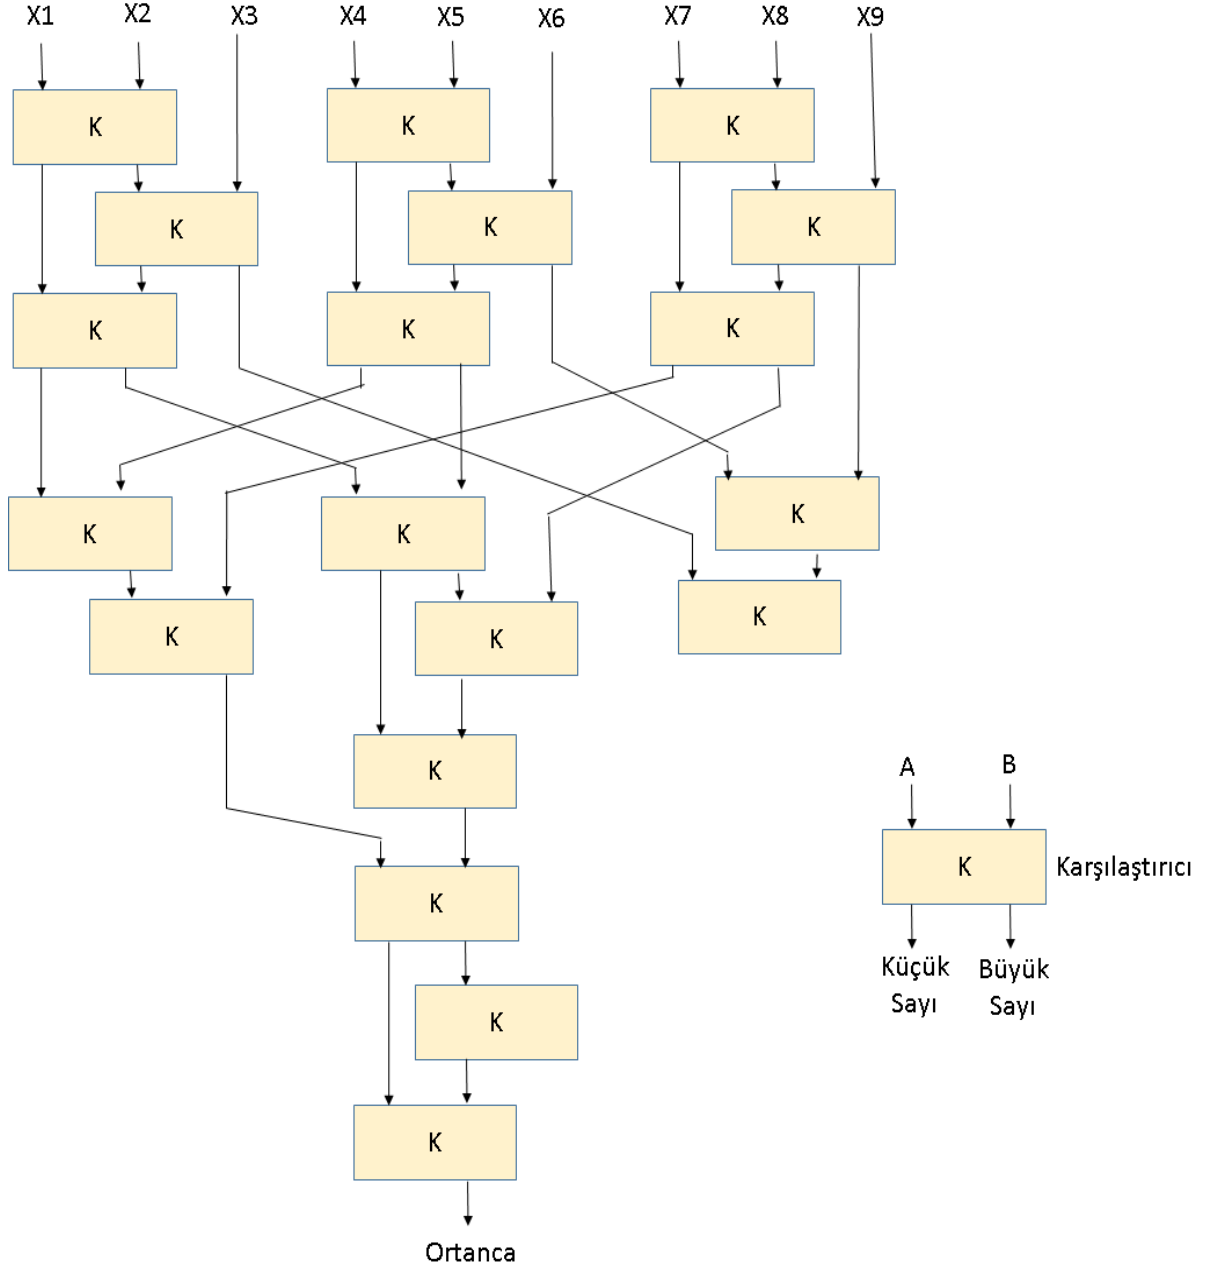 X1 X2 X3 X4 X5 X6 X7 X8 X9
K K K
K K K
K K K
K K K
K K K
K
K
K
K
Ortanca
A B
K Karşılaştırıcı
Küçük Büyük
Sayı Sayı